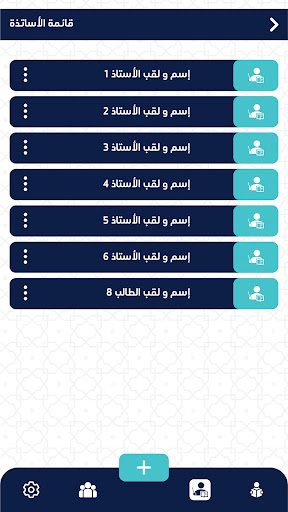 قائمة الأساتذة
إسم و لقب الأستاذ 1
إسم و لقب الأستاذ 2
إسم و لقب الأستاذ 3
إسم و لقب الأستاذ 4
إسم و لقب الأستاذ 5
إسم و لقب الأستاذ 6
إسم و لقب الطالب 8